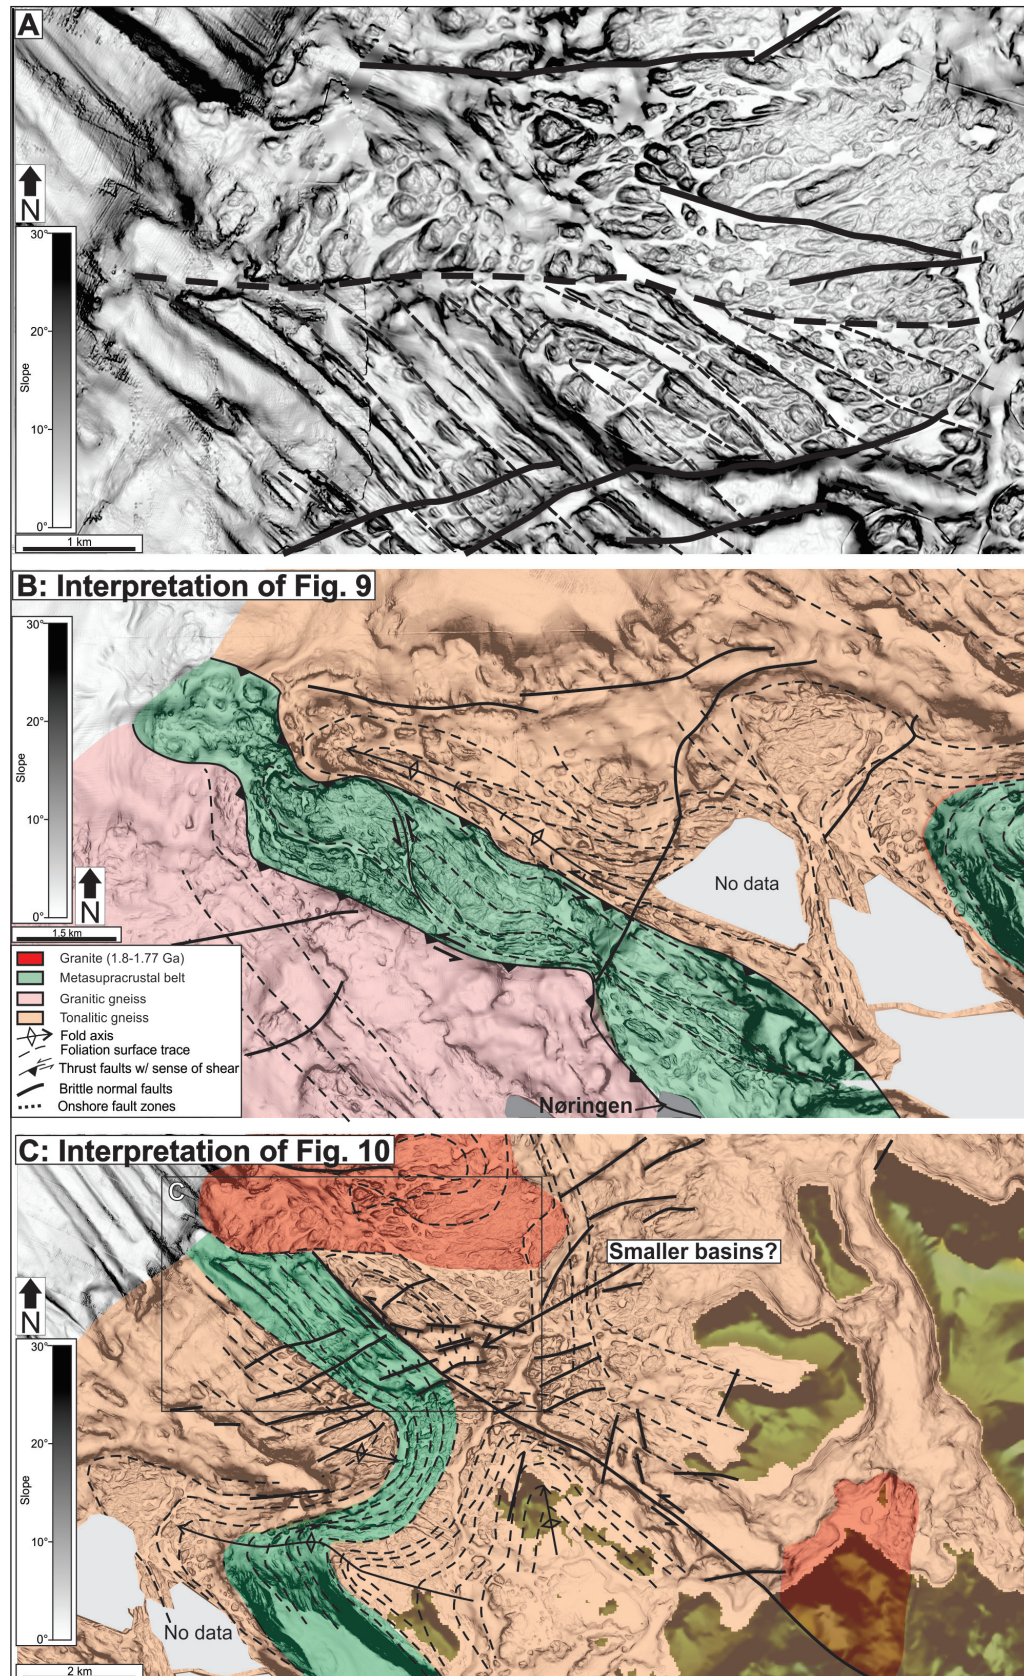 A
N
30°
20°
Slope
10°
0°
1 km
B: Interpretation of Fig. 9
30°
20°
Slope
10°
0°
N
1.5 km
No data
Granite (1.8-1.77 Ga)
Metasupracrustal belt
Granitic gneiss
Tonalitic gneiss
Fold axis
Foliation surface trace
Thrust faults w/ sense of shear
Brittle normal faults
Onshore fault zones
Nøringen
C: Interpretation of Fig. 10
C
Smaller basins?
N
30°
20°
Slope
10°
0°
No data
2 km